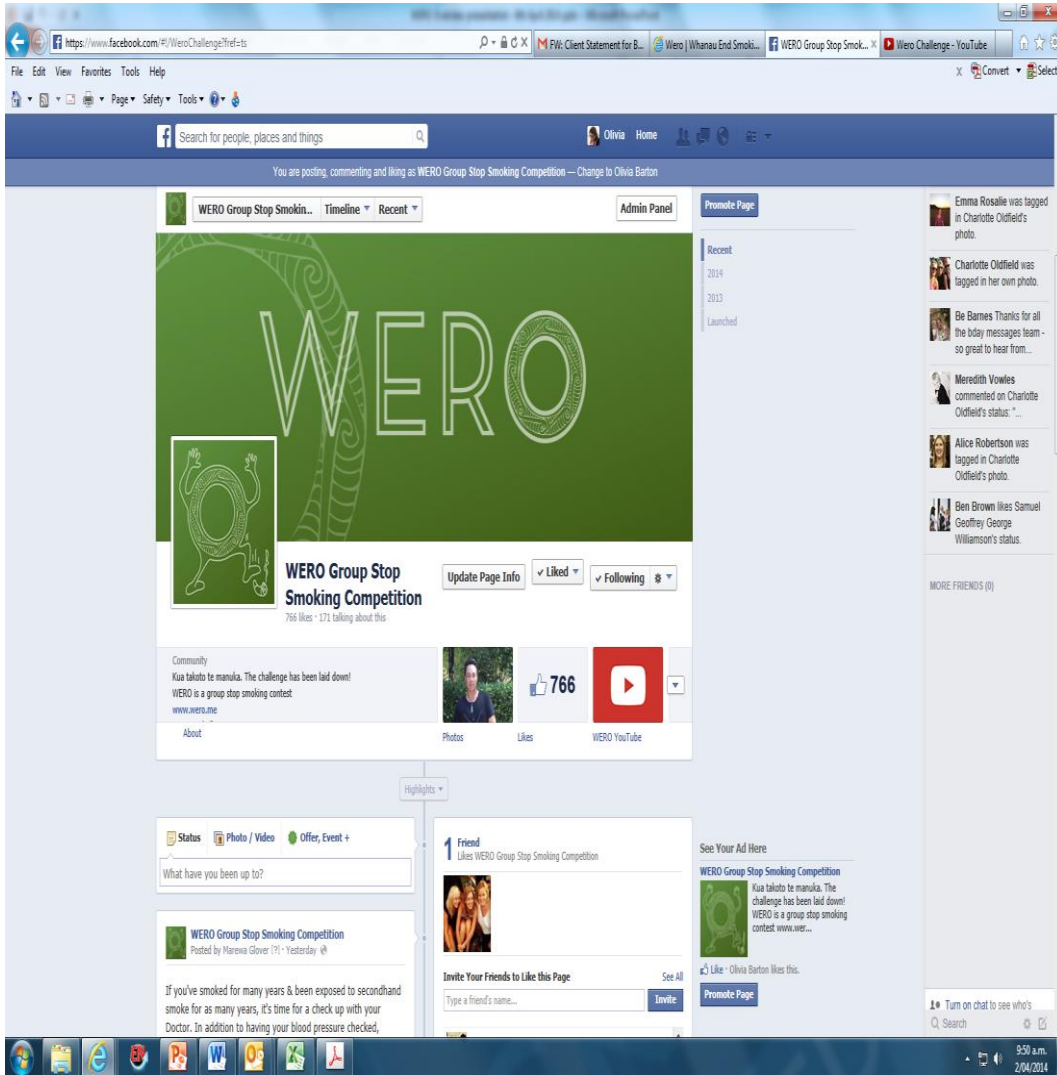 https://www.facebook.com/#!/WeroChallenge?fref=ts
FW: Client Statement for B...
Wero | Whanau End Smoki...
WERO Group Stop Smok...
Wero Challenge - YouTube
File Edit View Favorites Tools Help
Convert
Select
Page Safety Tools
Search for people, places and things
Olivia Home
You are posting, commenting and liking as WERO Group Stop Smoking Competition — Change to Olivia Barton
WERO Group Stop Smokin.. Timeline Recent
Admin Panel
Promote Page
Recent
2014
2013
Launched
WERO
WERO Group Stop
Smoking Competition
766 likes · 171 talking about this
Update Page Info
Liked
Following
Community
Kua takoto te manuka. The challenge has been laid down!
WERO is a group stop smoking contest
www.wero.me
About
766
Photos
Likes
WERO YouTube
Highlights
Status Photo / Video Offer, Event +
What have you been up to?
WERO Group Stop Smoking Competition
Posted by Marewa Glover [?] · Yesterday
If you've smoked for many years & been exposed to secondhand
smoke for as many years, it's time for a check up with your
Doctor. In addition to having your blood pressure checked,
1 Friend
Likes WERO Group Stop Smoking Competition
Invite Your Friends to Like this Page
See All
Type a friend's name...
Invite
See Your Ad Here
WERO Group Stop Smoking Competition
Kua takoto te manuka. The
challenge has been laid down!
WERO is a group stop smoking
contest www.wer...
Like · Olivia Barton likes this.
Promote Page
Emma Rosalie was tagged
in Charlotte Oldfield's
photo.
Charlotte Oldfield was
tagged in her own photo.
Be Barnes Thanks for all
the bday messages team -
so great to hear from...
Meredith Vowles
commented on Charlotte
Oldfield's status: "...
Alice Robertson was
tagged in Charlotte
Oldfield's photo.
Ben Brown likes Samuel
Geoffrey George
Williamson's status.
MORE FRIENDS (0)
Turn on chat to see who's
Search
9:50 a.m.
2/04/2014